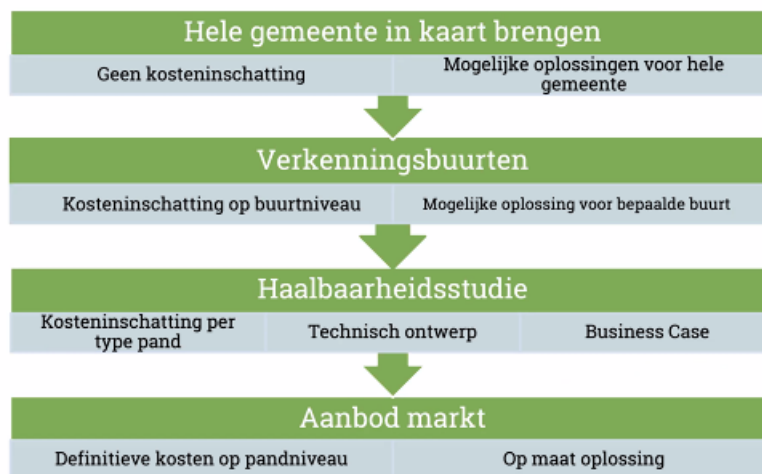 Hele gemeente in kaart brengen
Geen kosteninschatting
Mogelijke oplossingen voor hele
gemeente
Verkenningsbuurten
Kosteninschatting op buurtniveau
Mogelijke oplossing voor bepaalde buurt
Haalbaarheidsstudie
Kosteninschatting per
type pand
Technisch ontwerp
Business Case
Aanbod markt
Definitieve kosten op pandniveau
Op maat oplossing